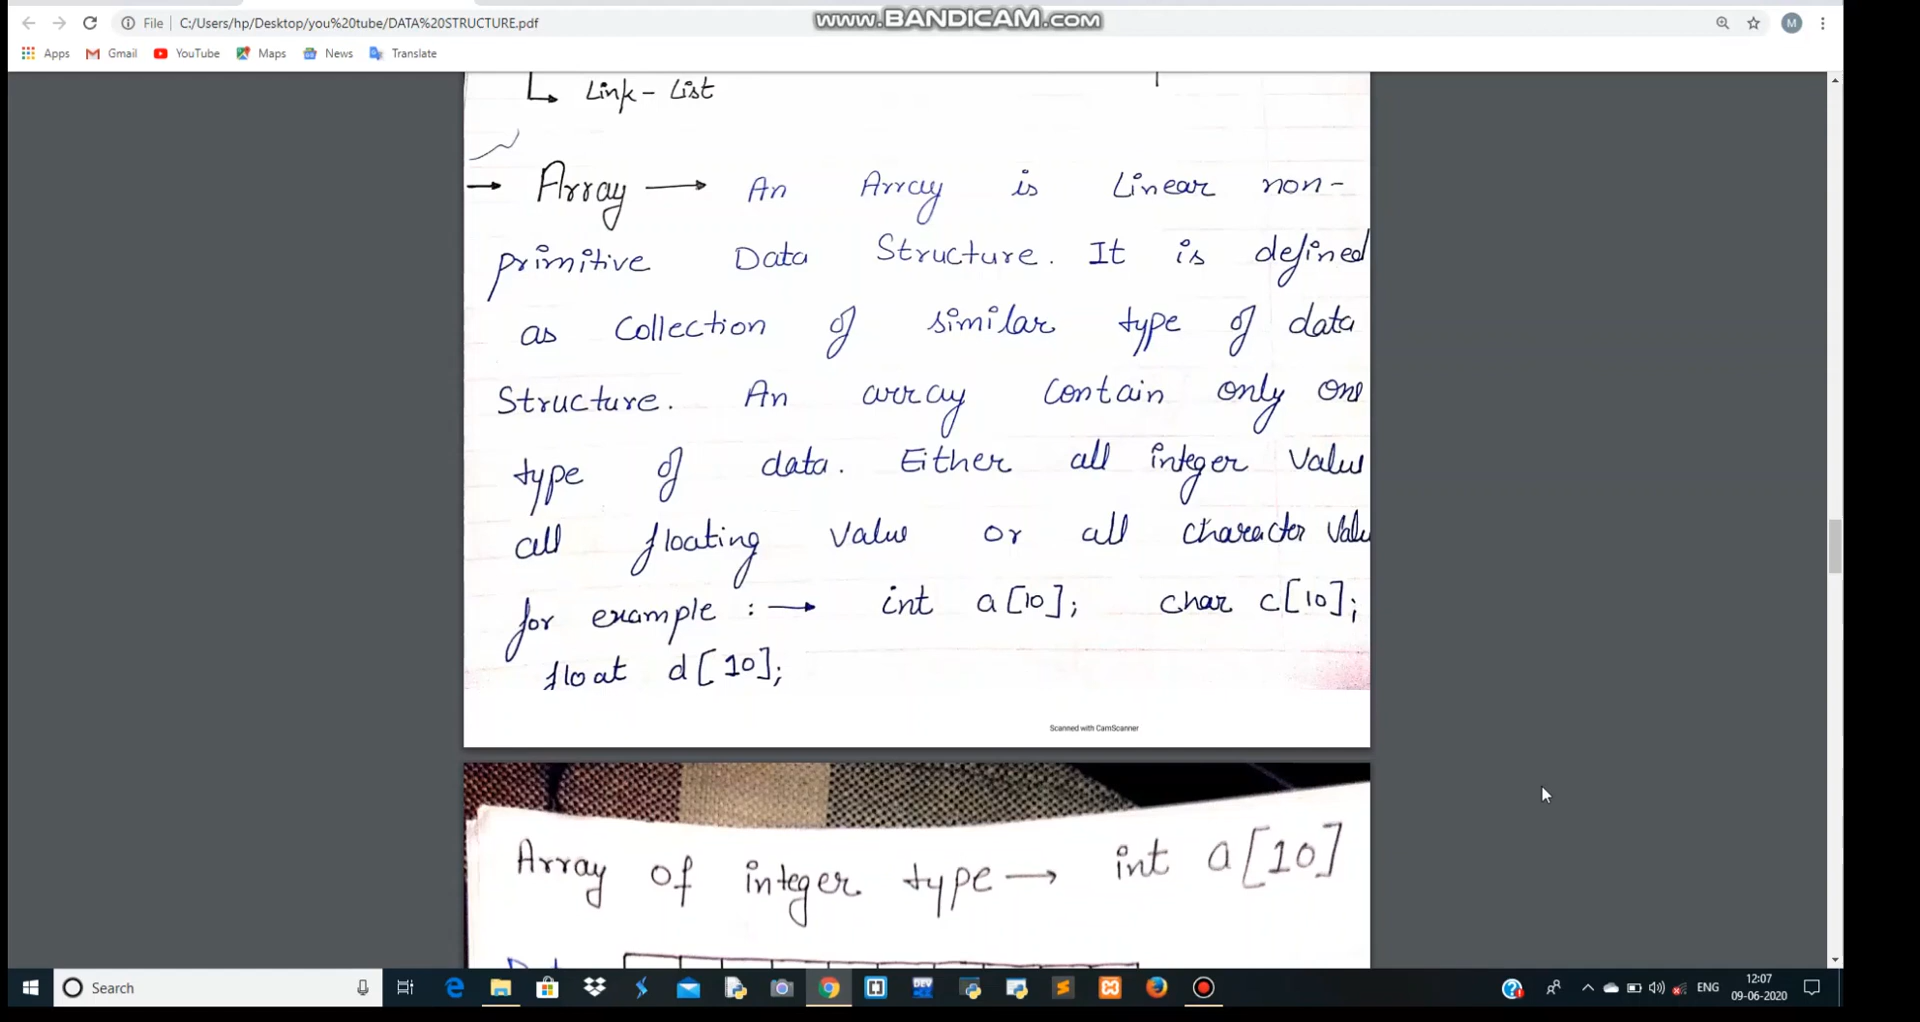 File C:/Users/hp/Desktop/you%20tube/DATA%20STRUCTURE.pdf
www.BANDICAM.com
M
Apps Gmail YouTube Maps News Translate
Link - List
→ Array → An Array is Linear non-
primitive Data Structure. It is defined
as Collection of similar type of data
Structure. An array Contain only one
type of data. Either all integer Value
all floating Value or all character Valu
for example :→ int a[10]; char c[10];
float d[10];
Scanned with CamScanner
Array of integer type → int a[10]
Search
DEV
ENG
12:07
09-06-2020